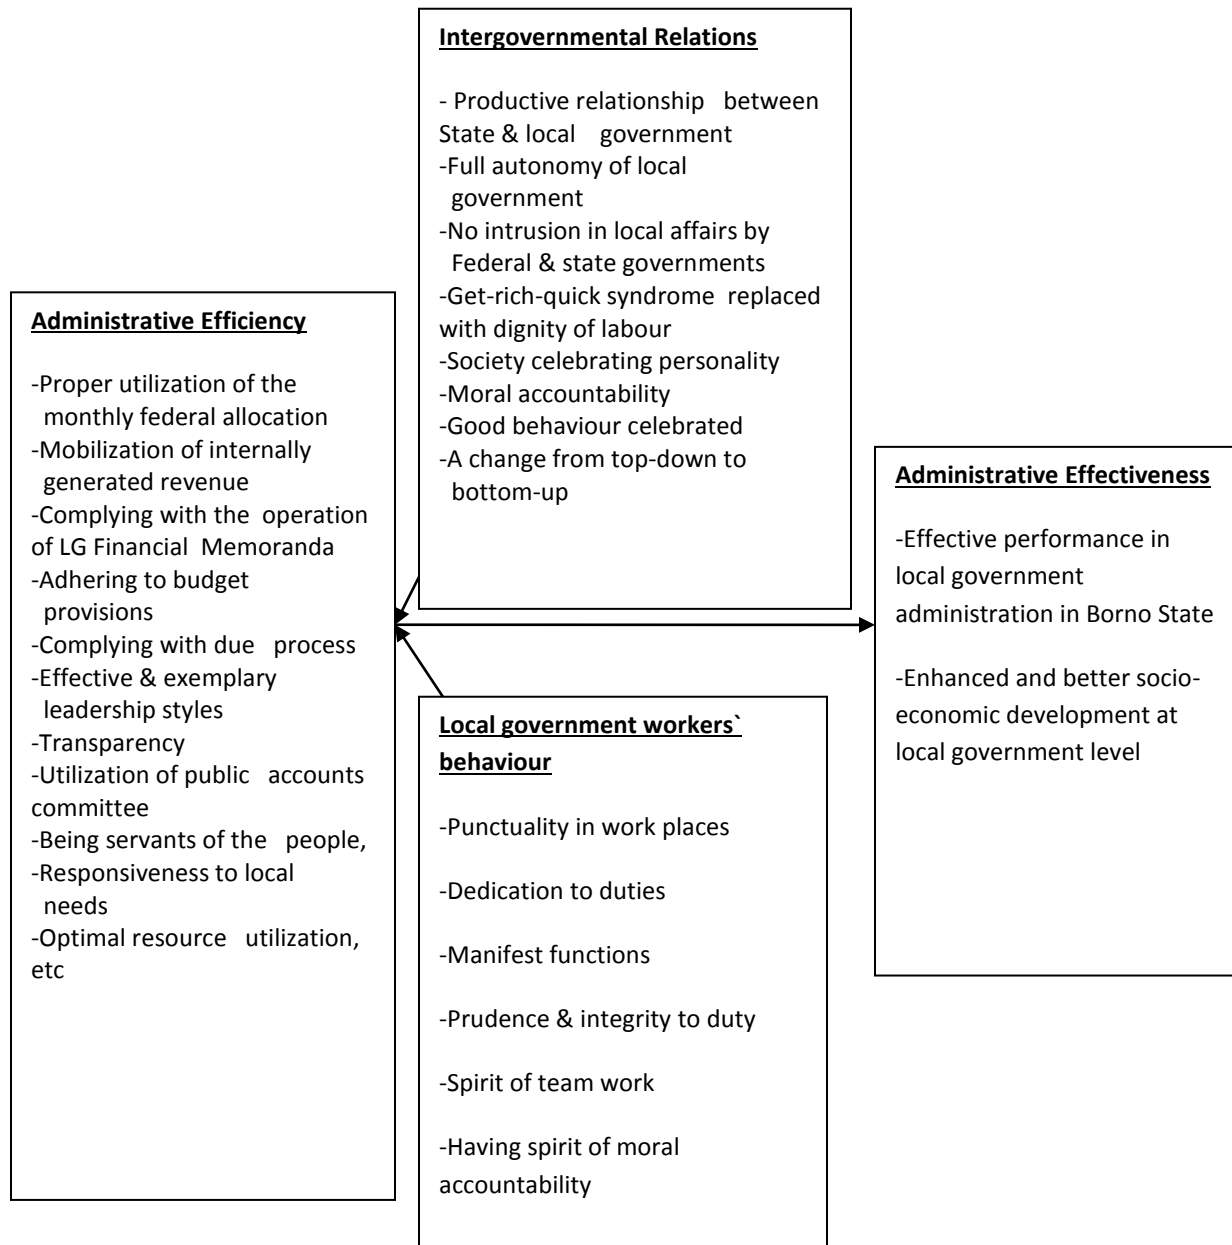 Intergovernmental Relations
- Productive relationship between
State & local government
-Full autonomy of local
government
-No intrusion in local affairs by
Federal & state governments
-Get-rich-quick syndrome replaced
with dignity of labour
-Society celebrating personality
-Moral accountability
-Good behaviour celebrated
-A change from top-down to
bottom-up
Administrative Efficiency
-Proper utilization of the
monthly federal allocation
-Mobilization of internally
generated revenue
-Complying with the operation
of LG Financial Memoranda
-Adhering to budget
provisions
-Complying with due process
-Effective & exemplary
leadership styles
-Transparency
-Utilization of public accounts
committee
-Being servants of the people,
-Responsiveness to local
needs
-Optimal resource utilization,
etc
Local government workers`
behaviour
-Punctuality in work places
-Dedication to duties
-Manifest functions
-Prudence & integrity to duty
-Spirit of team work
-Having spirit of moral
accountability
Administrative Effectiveness
-Effective performance in
local government
administration in Borno State
-Enhanced and better socio-
economic development at
local government level